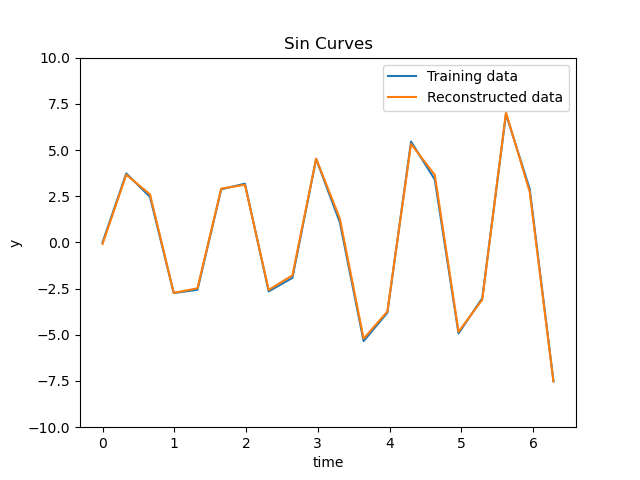 Sin Curves
Training data
Reconstructed data
10.0
7.5
5.0
2.5
0.0
−2.5
−5.0
−7.5
−10.0
y
0 1 2 3 4 5 6
time